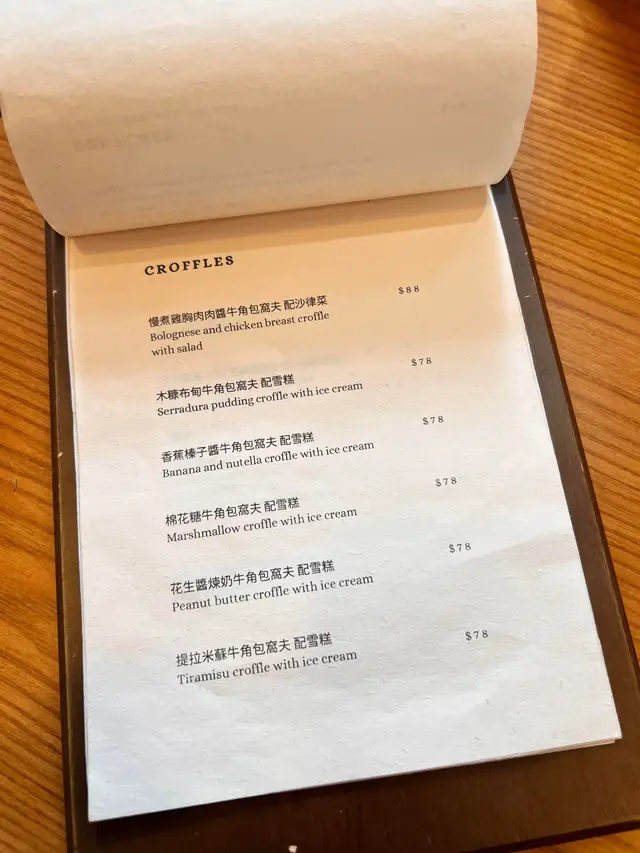 CROFFLES
慢煮雞胸肉肉醬牛角包窩夫 配沙律菜 $88
Bolognese and chicken breast croffle
with salad
木糠布甸牛角包窩夫 配雪糕 $78
Serradura pudding croffle with ice cream
香蕉榛子醬牛角包窩夫 配雪糕 $78
Banana and nutella croffle with ice cream
棉花糖牛角包窩夫 配雪糕 $78
Marshmallow croffle with ice cream
花生醬煉奶牛角包窩夫 配雪糕 $78
Peanut butter croffle with ice cream
提拉米蘇牛角包窩夫 配雪糕 $78
Tiramisu croffle with ice cream